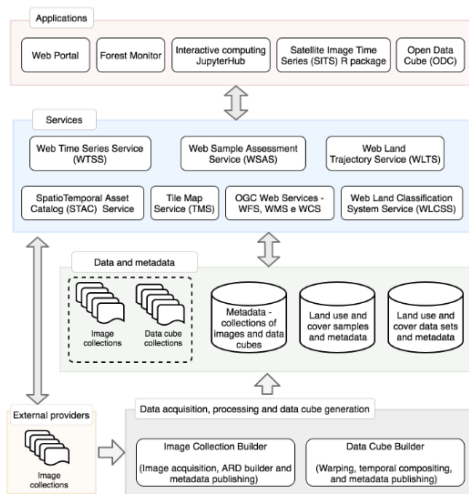 Applications
Web Portal
Forest Monitor
Interactive computing
JupyterHub
Satellite Image Time
Series (SITS) R package
Open Data
Cube (ODC)
Services
Web Time Series Service
(WTSS)
Web Sample Assessment
Service (WSAS)
Web Land
Trajectory Service (WLTS)
SpatioTemporal Asset
Catalog (STAC) Service
Tile Map
Service (TMS)
OGC Web Services -
WFS, WMS e WCS
Web Land Classification
System Service (WLCSS)
Data and metadata
Image
collections
Data cube
collections
Metadata -
collections of
images and data
cubes
Land use and
cover samples
and metadata
Land use and
cover data sets
and metadata
External providers
Image
collections
Data acquisition, processing and data cube generation
Image Collection Builder
(Image acquisition, ARD builder and
metadata publishing)
Data Cube Builder
(Warping, temporal compositing,
and metadata publishing)